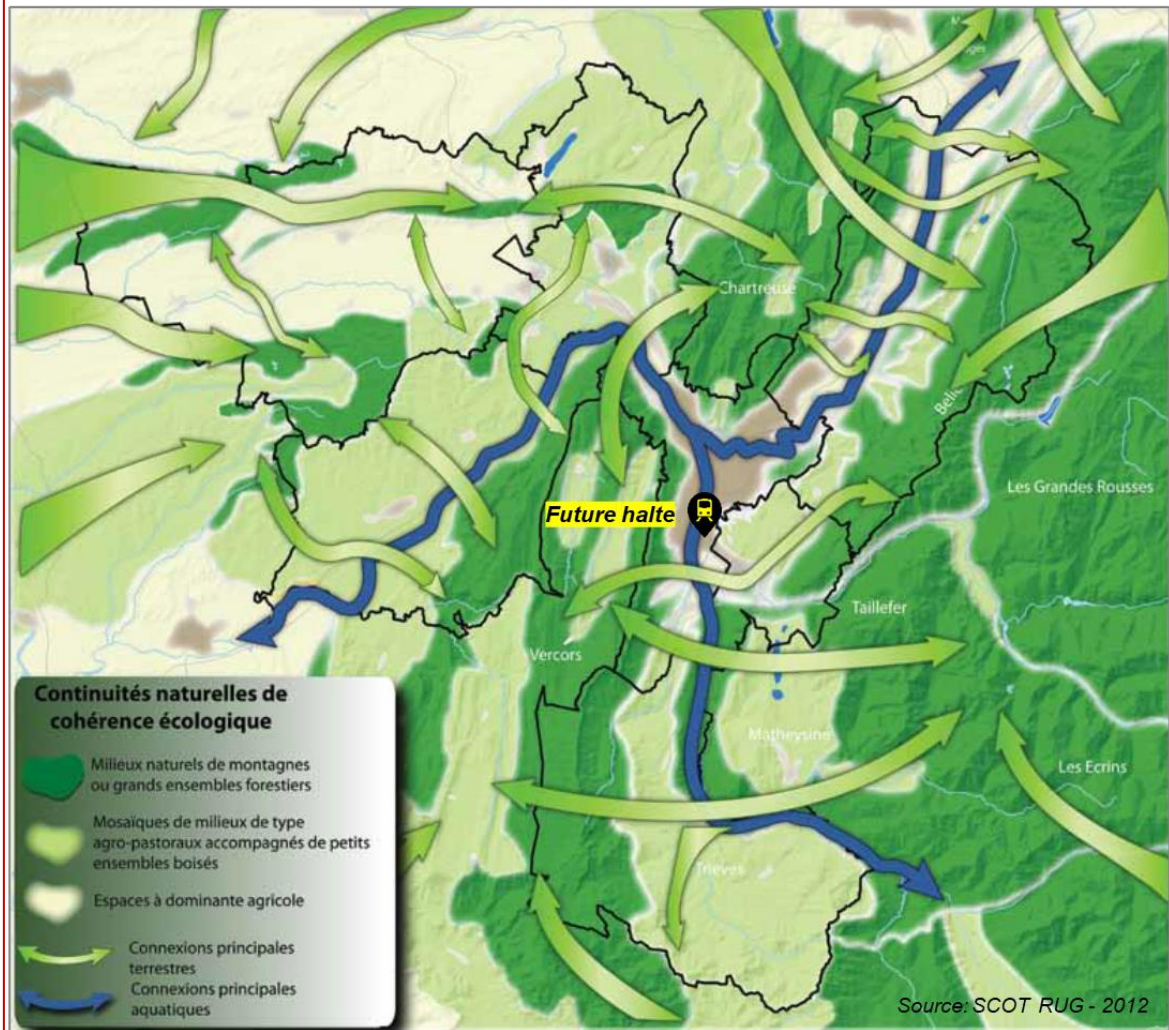 Chartreuse
Les Grandes Rousses
Future halte
Taillefer
Vercors
Matheysine
Les Ecrins
Trièves
Continuités naturelles de
cohérence écologique
Milieux naturels de montagnes
ou grands ensembles forestiers
Mosaïques de milieux de type
agro-pastoraux accompagnés de petits
ensembles boisés
Espaces à dominante agricole
Connexions principales
terrestres
Connexions principales
aquatiques
Source: SCOT RUG - 2012